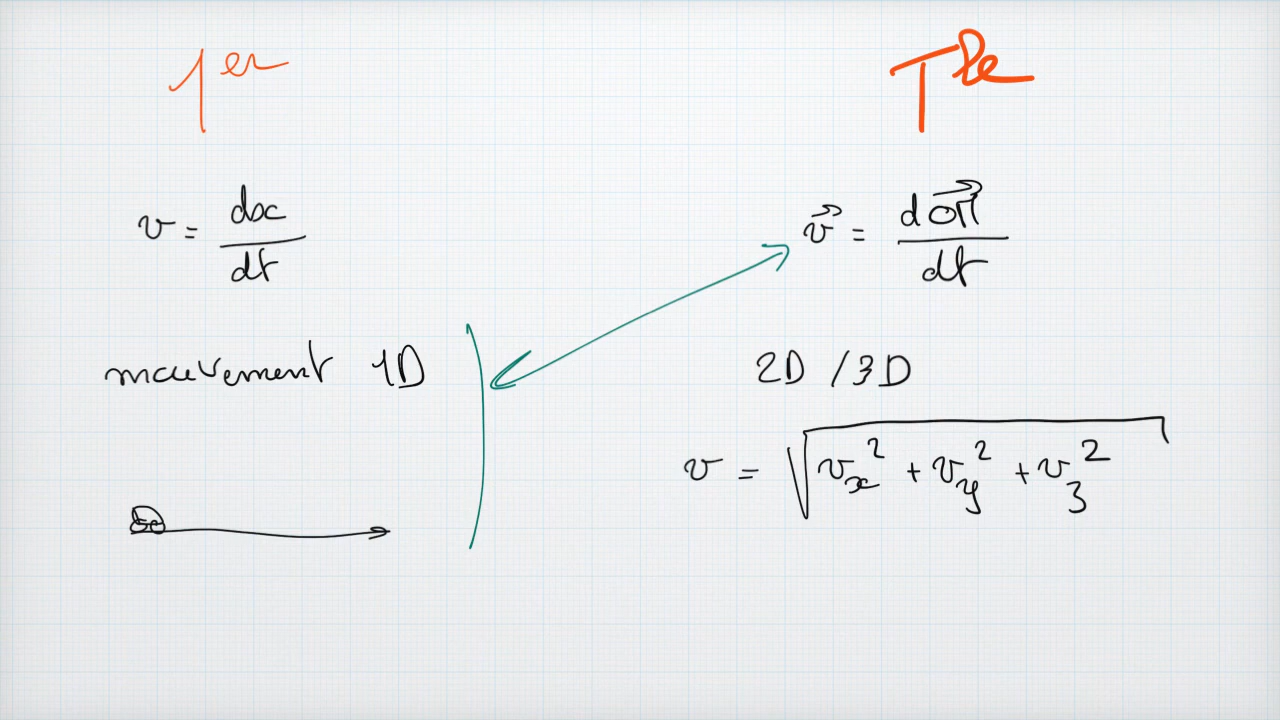 1er
v = dx/dt
mouvement 1D
Tle
v⃗ = dOM⃗/dt
2D / 3D
v = √(vx² + vy² + vz²)